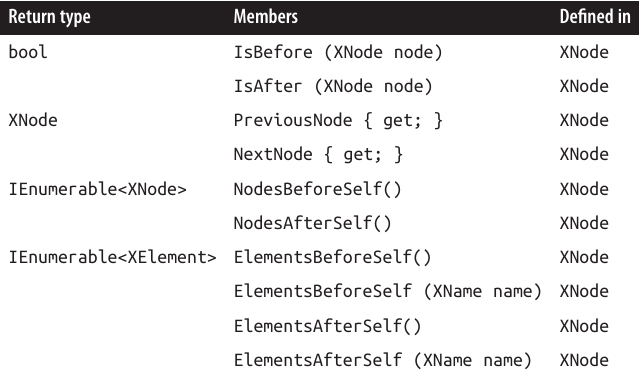 Return type Members Defined in
bool IsBefore (XNode node) XNode
IsAfter (XNode node) XNode
XNode PreviousNode { get; } XNode
NextNode { get; } XNode
IEnumerable<XNode> NodesBeforeSelf() XNode
NodesAfterSelf() XNode
IEnumerable<XElement> ElementsBeforeSelf() XNode
ElementsBeforeSelf (XName name) XNode
ElementsAfterSelf() XNode
ElementsAfterSelf (XName name) XNode